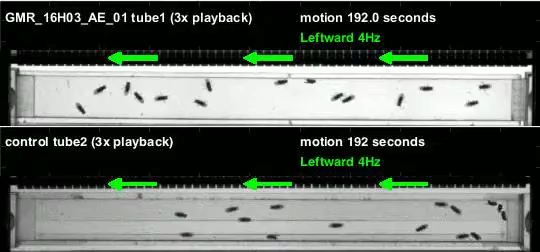 GMR_16H03_AE_01 tube1 (3x playback)
motion 192.0 seconds
Leftward 4Hz
control tube2 (3x playback)
motion 192 seconds
Leftward 4Hz